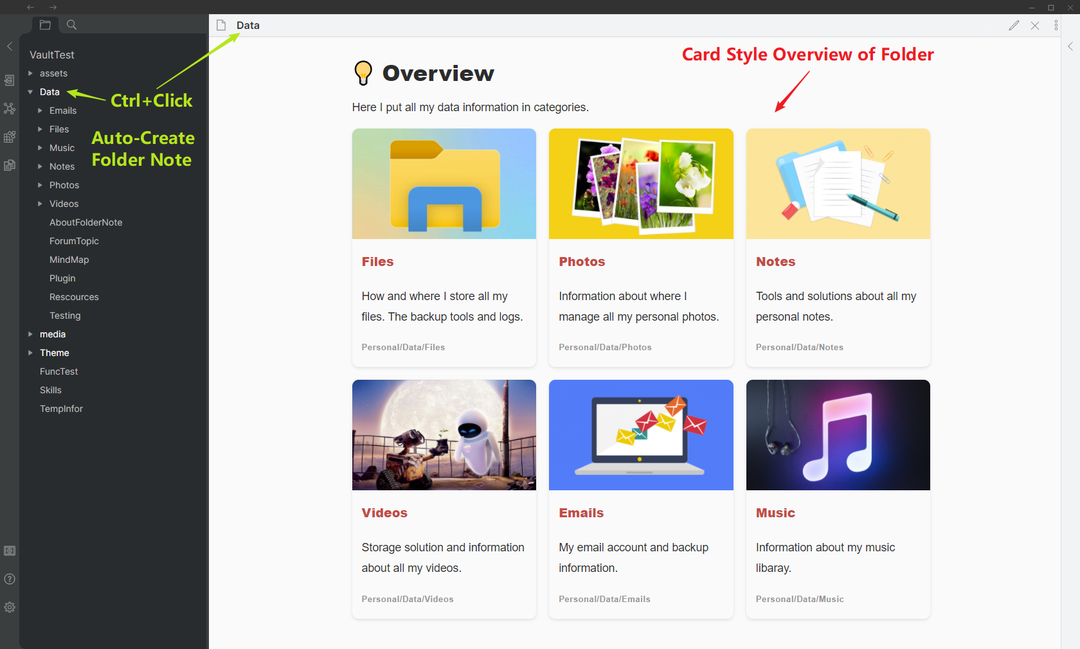 VaultTest
assets
Data
Emails
Files
Music
Notes
Photos
Videos
AboutFolderNote
ForumTopic
MindMap
Plugin
Rescources
Testing
media
Theme
FuncTest
Skills
TempInfor
Ctrl+Click
Auto-Create
Folder Note
Data
Card Style Overview of Folder
Overview
Here I put all my data information in categories.
Files
How and where I store all my
files. The backup tools and logs.
Personal/Data/Files
Photos
Information about where I
manage all my personal photos.
Personal/Data/Photos
Notes
Tools and solutions about all my
personal notes.
Personal/Data/Notes
Videos
Storage solution and information
about all my videos.
Personal/Data/Videos
Emails
My email account and backup
information.
Personal/Data/Emails
Music
Information about my music
libaray.
Personal/Data/Music